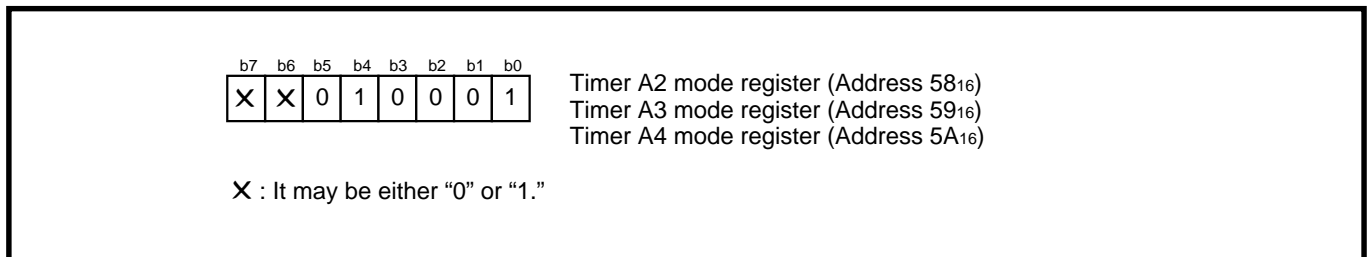 b7 b6 b5 b4 b3 b2 b1 b0
X X 0 1 0 0 0 1
Timer A2 mode register (Address 5816)
Timer A3 mode register (Address 5916)
Timer A4 mode register (Address 5A16)
X : It may be either “0” or “1.”